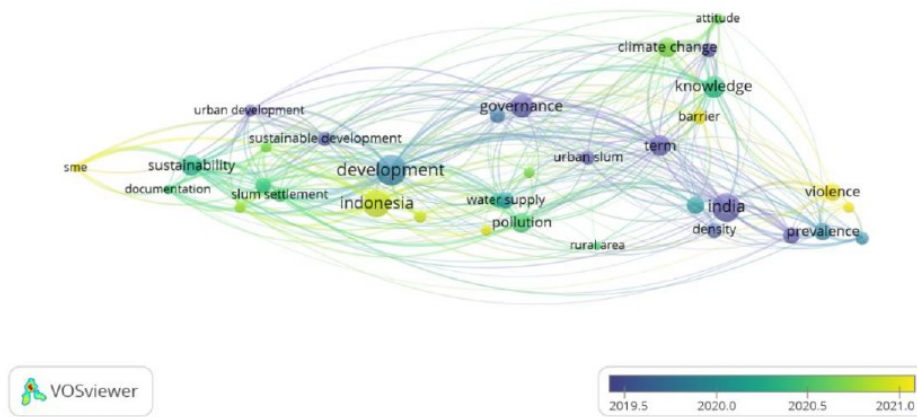 attitude
climate change
knowledge
urban development
governance
barrier
sustainable development
term
sme
sustainability
development
urban slum
documentation
slum settlement
indonesia
water supply
violence
india
pollution
density
prevalence
rural area
VOSviewer
2019.5 2020.0 2020.5 2021.0